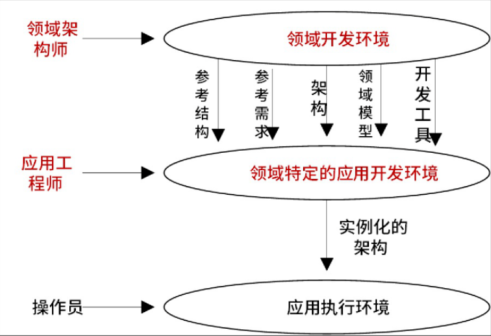 领域架
构师
领域开发环境
参考结构
参考需求
架构
领域模型
开发工具
应用工
程师
领域特定的应用开发环境
实例化的
架构
操作员
应用执行环境